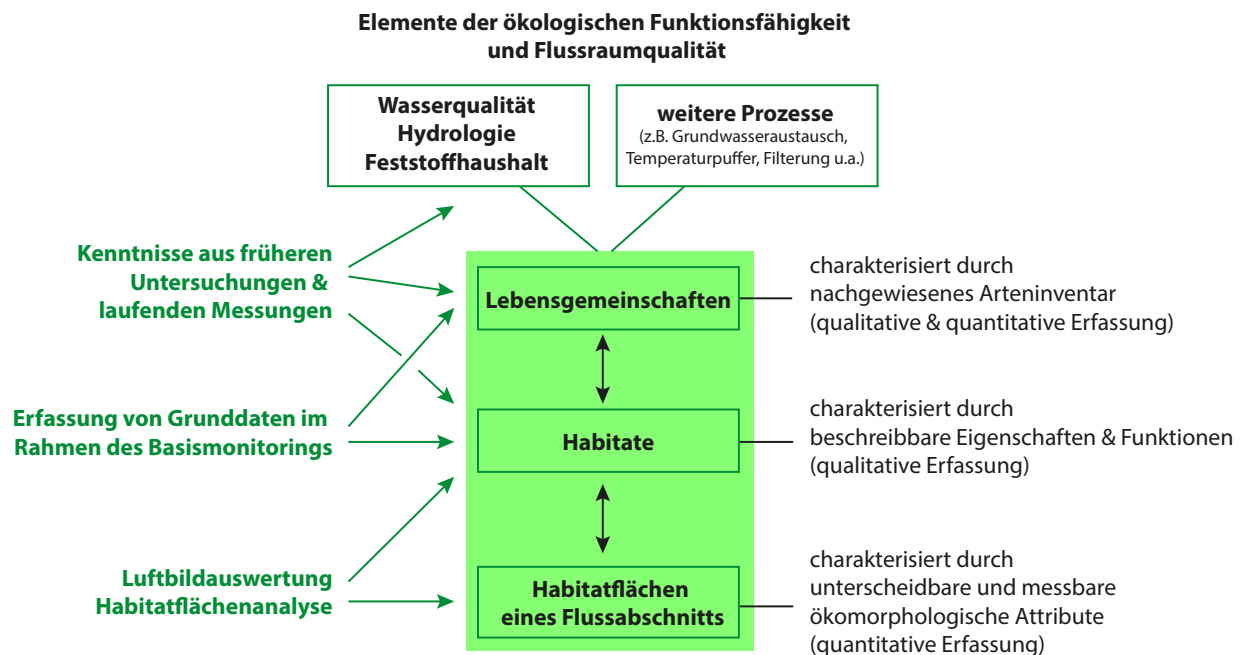 Elemente der ökologischen Funktionsfähigkeit
und Flussraumqualität
Wasserqualität
Hydrologie
Feststoffhaushalt
weitere Prozesse
(z.B. Grundwasseraustausch,
Temperaturpuffer, Filterung u.a.)
Kenntnisse aus früheren
Untersuchungen &
laufenden Messungen
Lebensgemeinschaften
charakterisiert durch
nachgewiesenes Arteninventar
(qualitative & quantitative Erfassung)
Erfassung von Grunddaten im
Rahmen des Basismonitorings
Habitate
charakterisiert durch
beschreibbare Eigenschaften & Funktionen
(qualitative Erfassung)
Luftbildauswertung
Habitatflächenanalyse
Habitatflächen
eines Flussabschnitts
charakterisiert durch
unterscheidbare und messbare
ökomorphologische Attribute
(quantitative Erfassung)